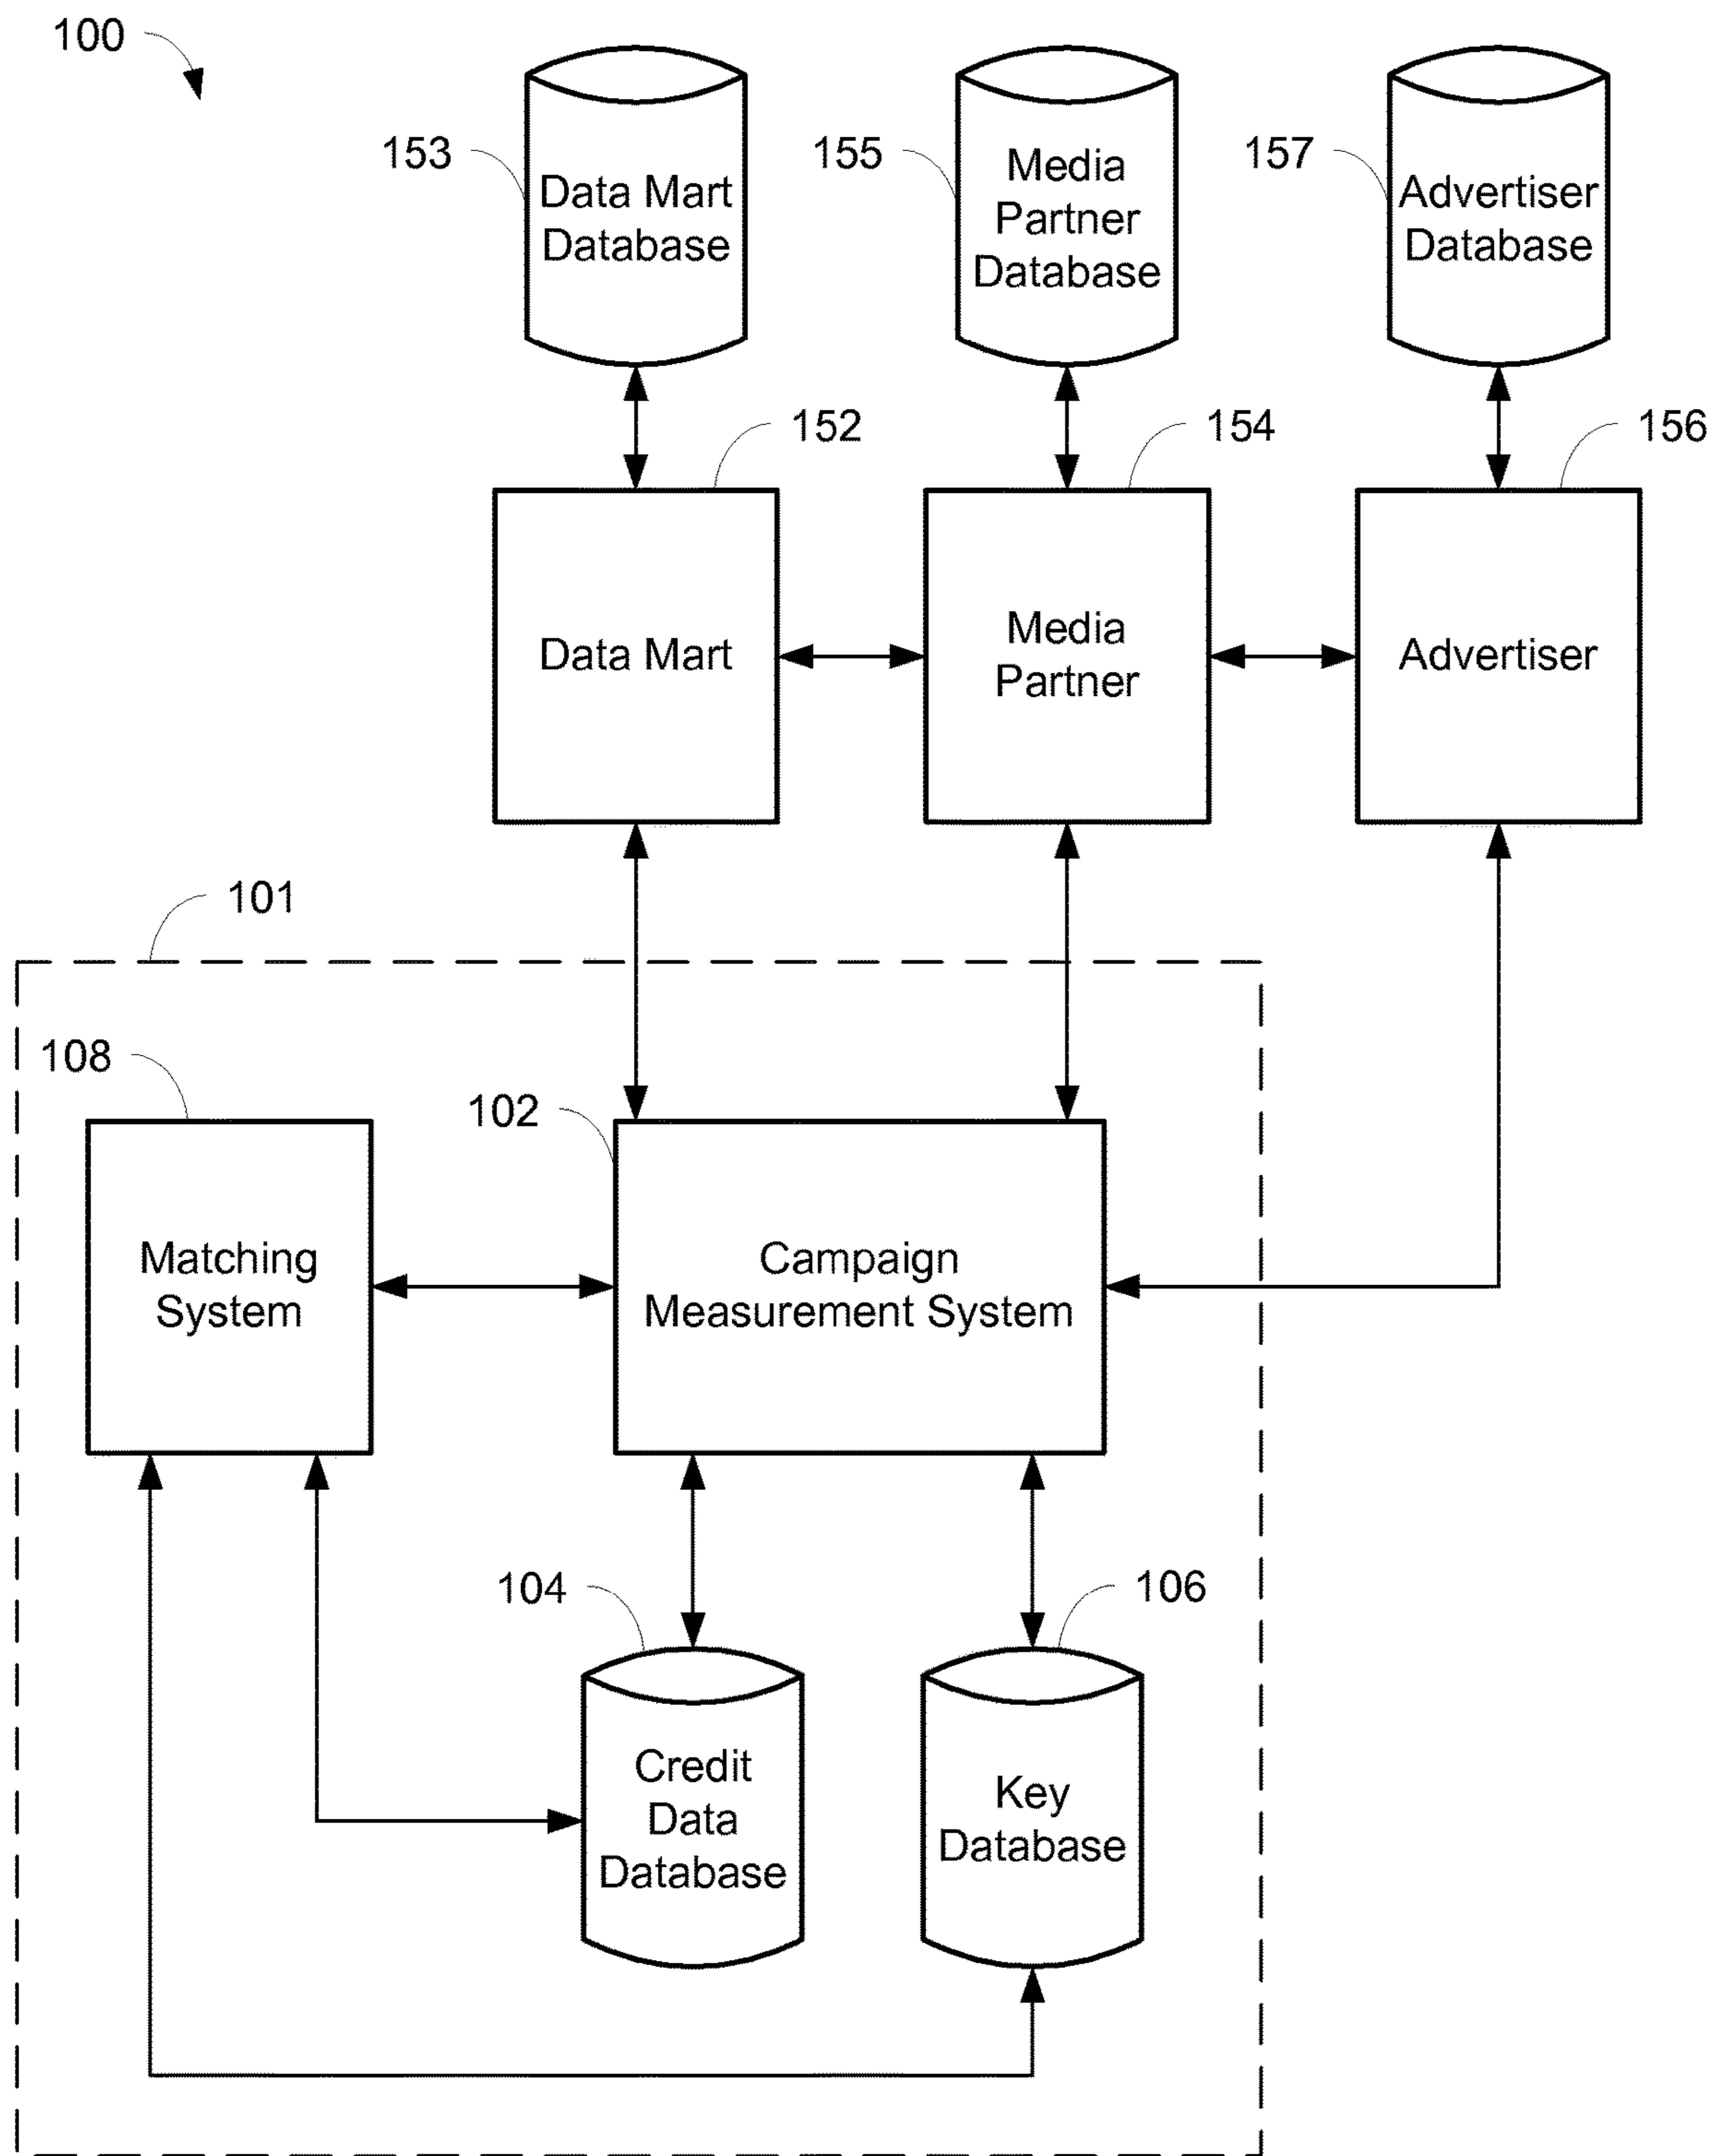 100
153
Data Mart
Database
155
Media
Partner
Database
157
Advertiser
Database
152
154
156
Data Mart
Media
Partner
Advertiser
101
108
102
Matching
System
Campaign
Measurement System
104
106
Credit
Data
Database
Key
Database